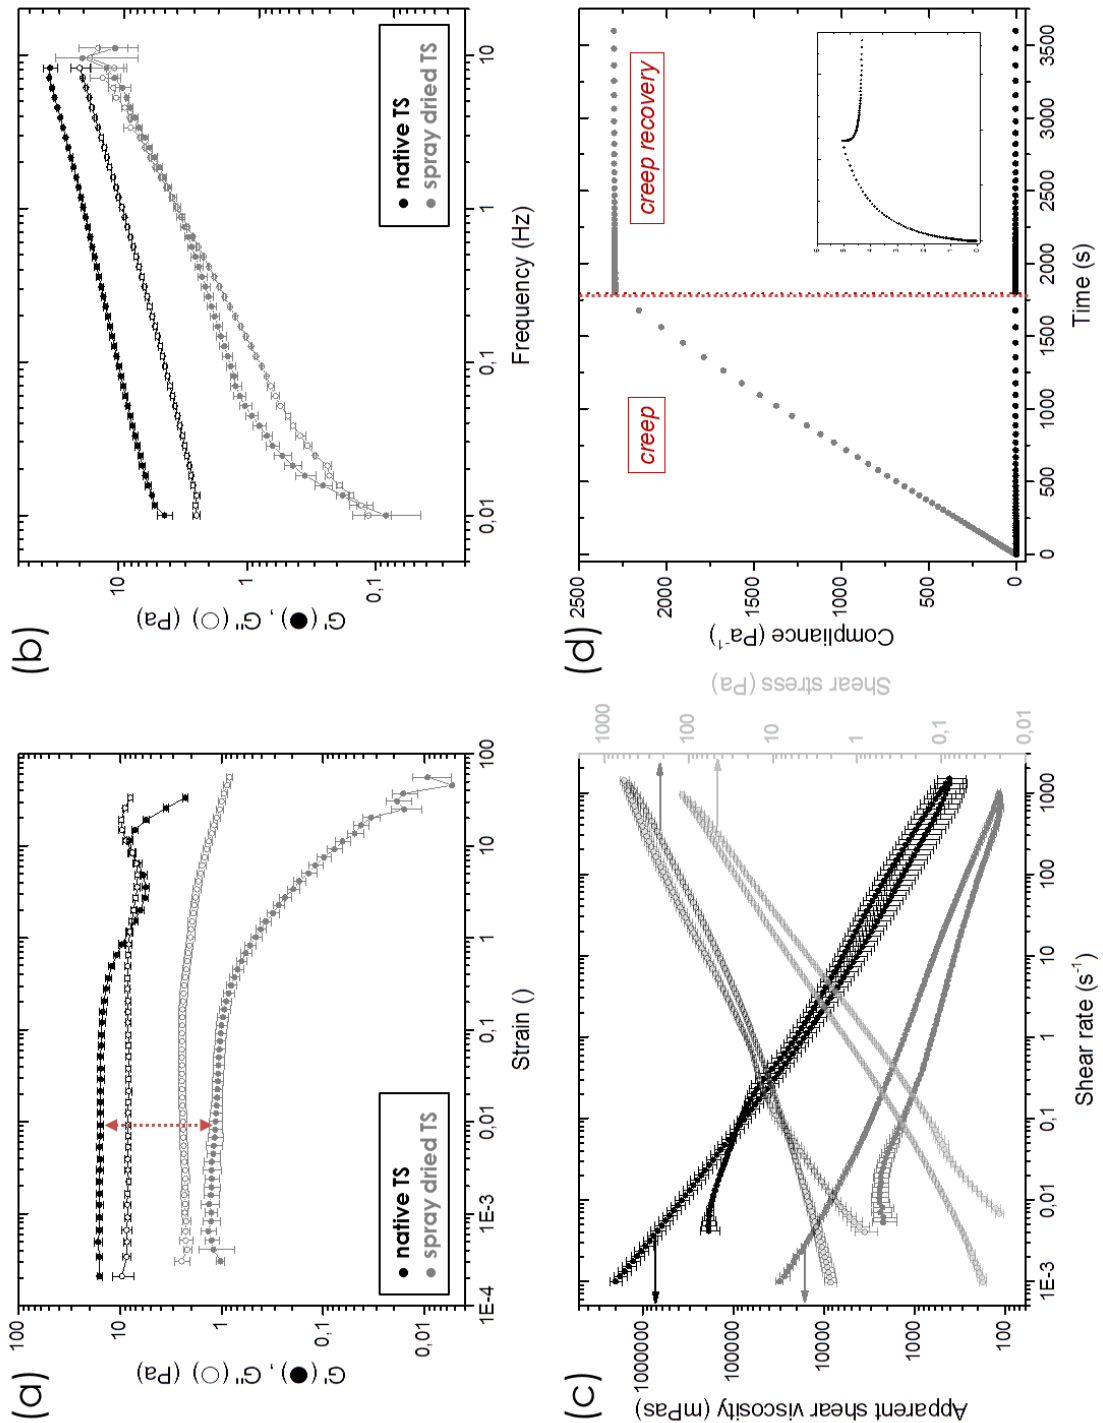 (a)
100
10
1
0,1
0,01
G' (●) , G'' (○) (Pa)
1E-4
1E-3
0,01
0,1
1
10
100
Strain ()
native TS
spray dried TS
(b)
10
1
0,1
G' (●) , G'' (○) (Pa)
0,01
0,1
1
10
Frequency (Hz)
native TS
spray dried TS
(c)
1000000
100000
10000
1000
Apparent shear viscosity (mPas)
1E-3
0,01
0,1
1
10
100
1000
Shear rate (s⁻¹)
1000
100
10
1
0,1
0,01
Shear stress (Pa)
(d)
2500
2000
1500
1000
500
0
Compliance (Pa⁻¹)
0
500
1000
1500
2000
2500
3000
3500
Time (s)
creep
creep recovery